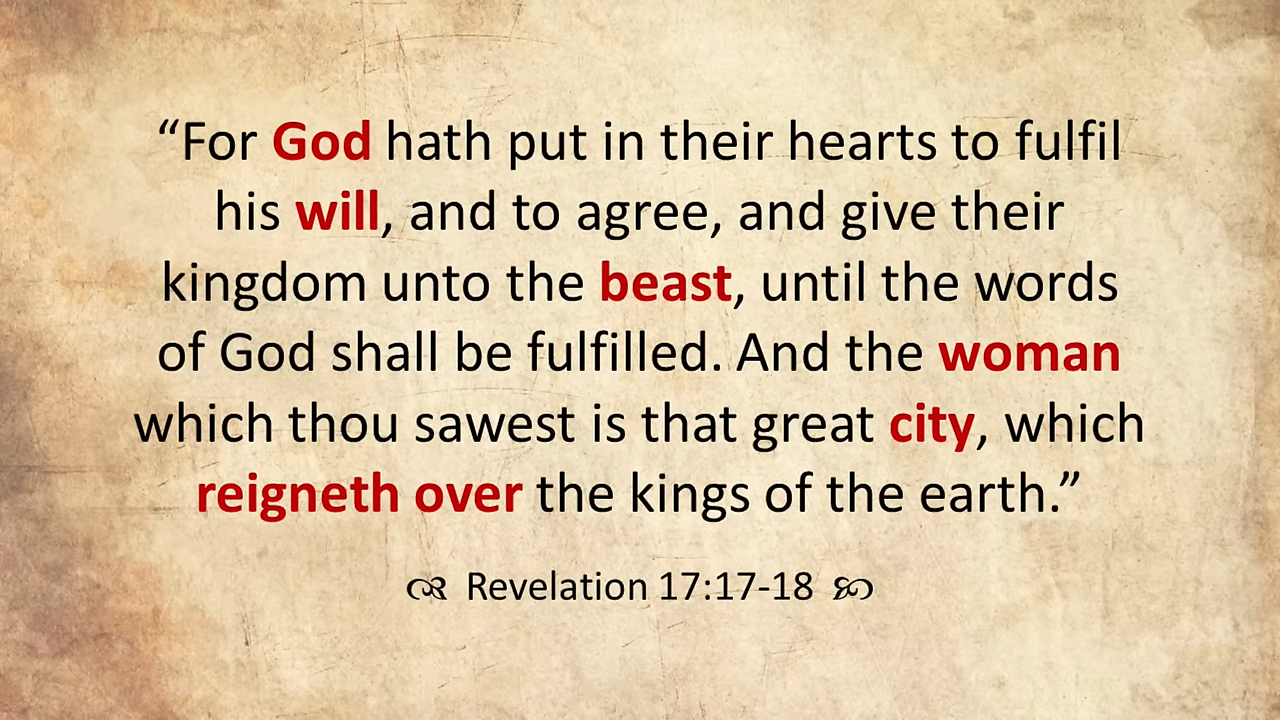 “For God hath put in their hearts to fulfil
his will, and to agree, and give their
kingdom unto the beast, until the words
of God shall be fulfilled. And the woman
which thou sawest is that great city, which
reigneth over the kings of the earth.”
Revelation 17:17-18